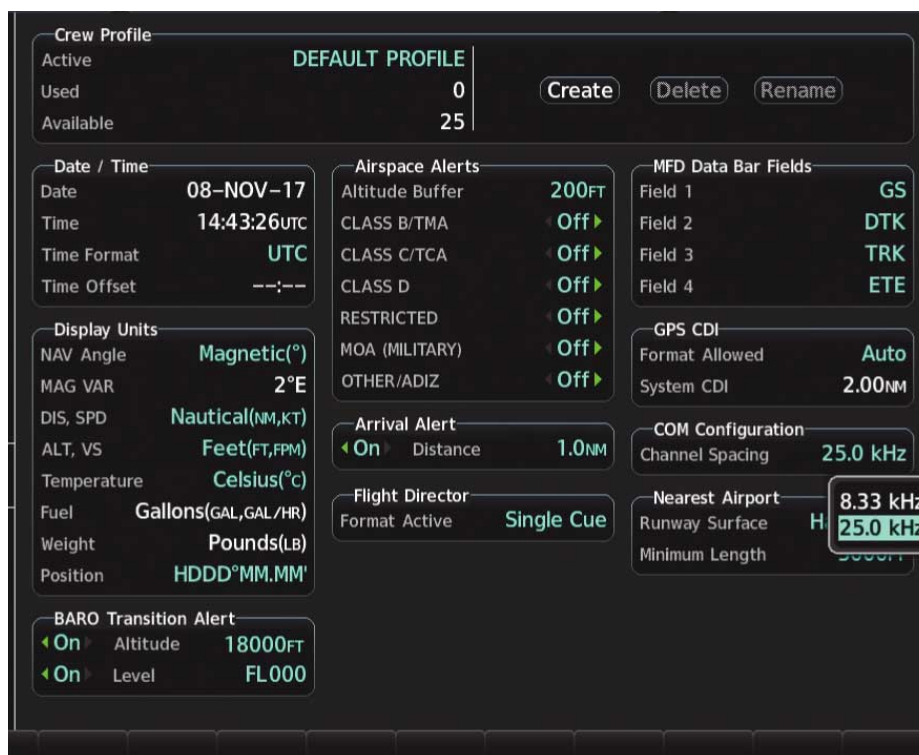 Crew Profile
Active DEFAULT PROFILE
Used 0
Available 25
Create Delete Rename
Date / Time
Date 08-NOV-17
Time 14:43:26UTC
Time Format UTC
Time Offset --:--
Display Units
NAV Angle Magnetic(°)
MAG VAR 2°E
DIS, SPD Nautical(NM,KT)
ALT, VS Feet(FT,FPM)
Temperature Celsius(°C)
Fuel Gallons(GAL,GAL/HR)
Weight Pounds(LB)
Position HDDD°MM.MM'
BARO Transition Alert
On Altitude 18000FT
On Level FL000
Airspace Alerts
Altitude Buffer 200FT
CLASS B/TMA Off
CLASS C/TCA Off
CLASS D Off
RESTRICTED Off
MOA (MILITARY) Off
OTHER/ADIZ Off
Arrival Alert
On Distance 1.0NM
Flight Director
Format Active Single Cue
MFD Data Bar Fields
Field 1 GS
Field 2 DTK
Field 3 TRK
Field 4 ETE
GPS CDI
Format Allowed Auto
System CDI 2.00NM
COM Configuration
Channel Spacing 25.0 kHz
8.33 kHz
25.0 kHz
Nearest Airport
Runway Surface
Minimum Length